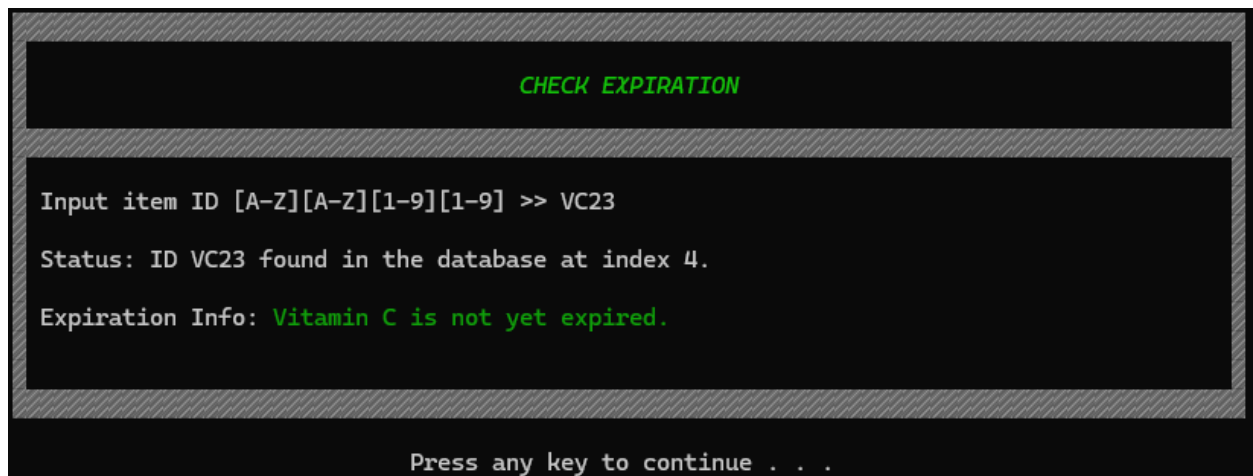 CHECK EXPIRATION
Input item ID [A-Z][A-Z][1-9][1-9] >> VC23
Status: ID VC23 found in the database at index 4.
Expiration Info: Vitamin C is not yet expired.
Press any key to continue . . .